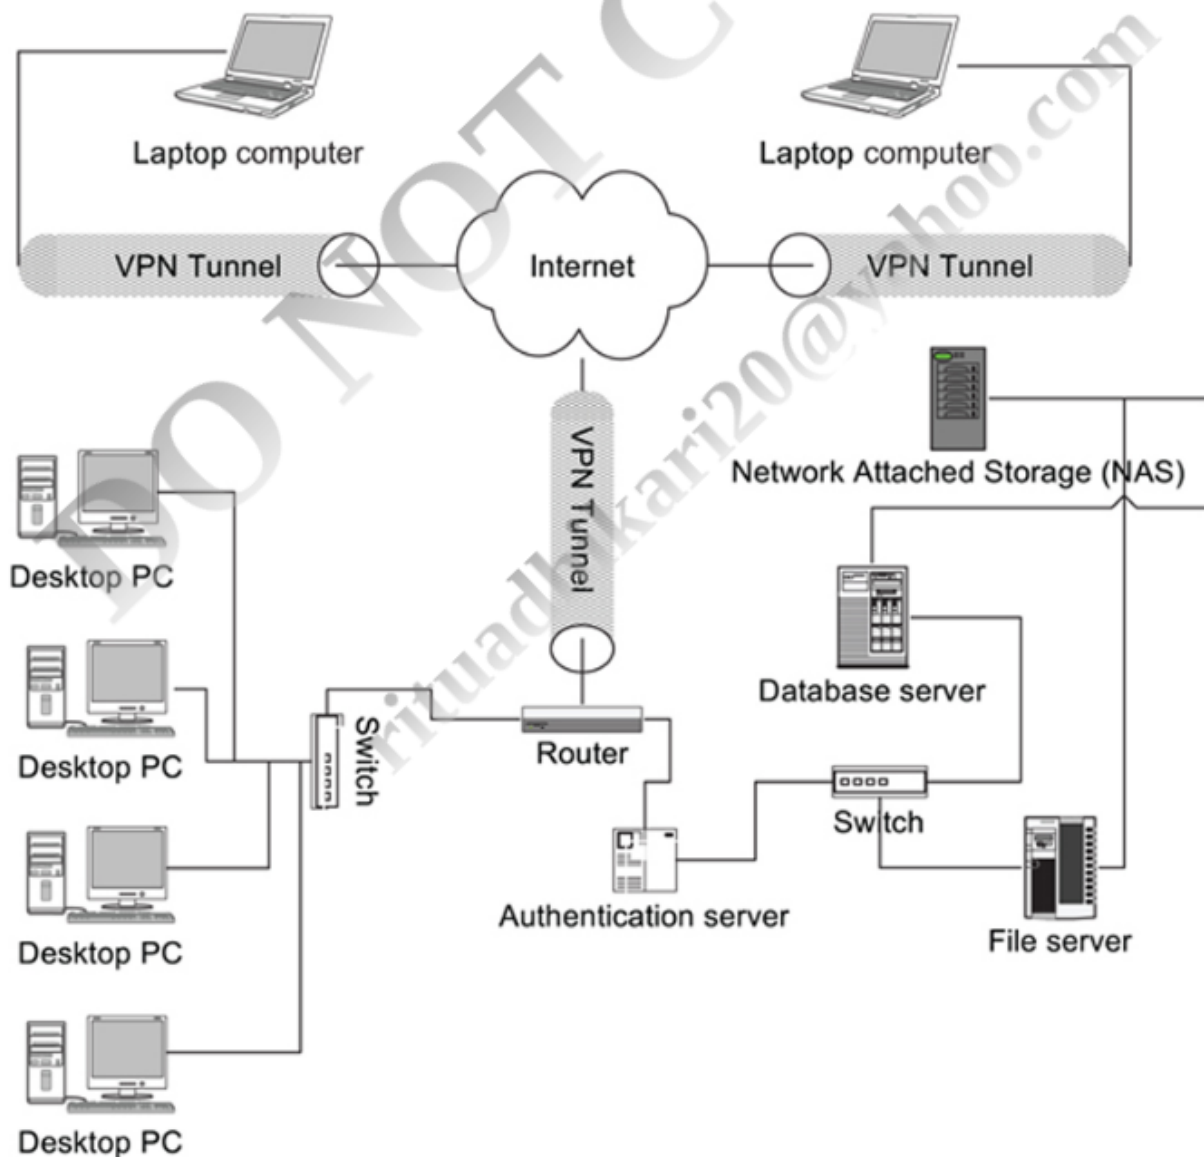 DO NOT C
rituadhikari20@yahoo.com
Laptop computer
Laptop computer
VPN Tunnel
Internet
VPN Tunnel
VPN Tunnel
Network Attached Storage (NAS)
Desktop PC
Database server
Desktop PC
Switch
Router
Switch
Authentication server
File server
Desktop PC
Desktop PC